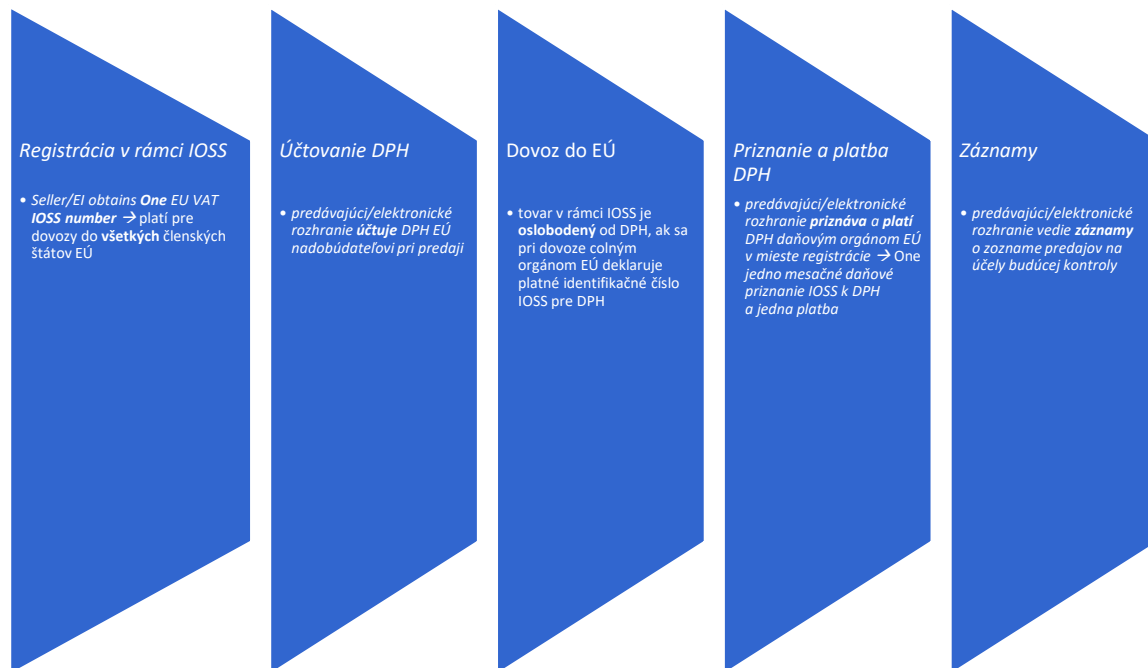 Registrácia v rámci IOSS
• Seller/EI obtains One EU VAT
IOSS number → platí pre
dovozy do všetkých členských
štátov EÚ
Účtovanie DPH
• predávajúci/elektronické
rozhranie účtuje DPH EÚ
nadobúdateľovi pri predaji
Dovoz do EÚ
• tovar v rámci IOSS je
oslobodený od DPH, ak sa
pri dovoze colným
orgánom EÚ deklaruje
platné identifikačné číslo
IOSS pre DPH
Priznanie a platba
DPH
• predávajúci/elektronické
rozhranie priznáva a platí
DPH daňovým orgánom EÚ
v mieste registrácie → One
jedno mesačné daňové
priznanie IOSS k DPH
a jedna platba
Záznamy
• predávajúci/elektronické
rozhranie vedie záznamy
o zozname predajov na
účely budúcej kontroly